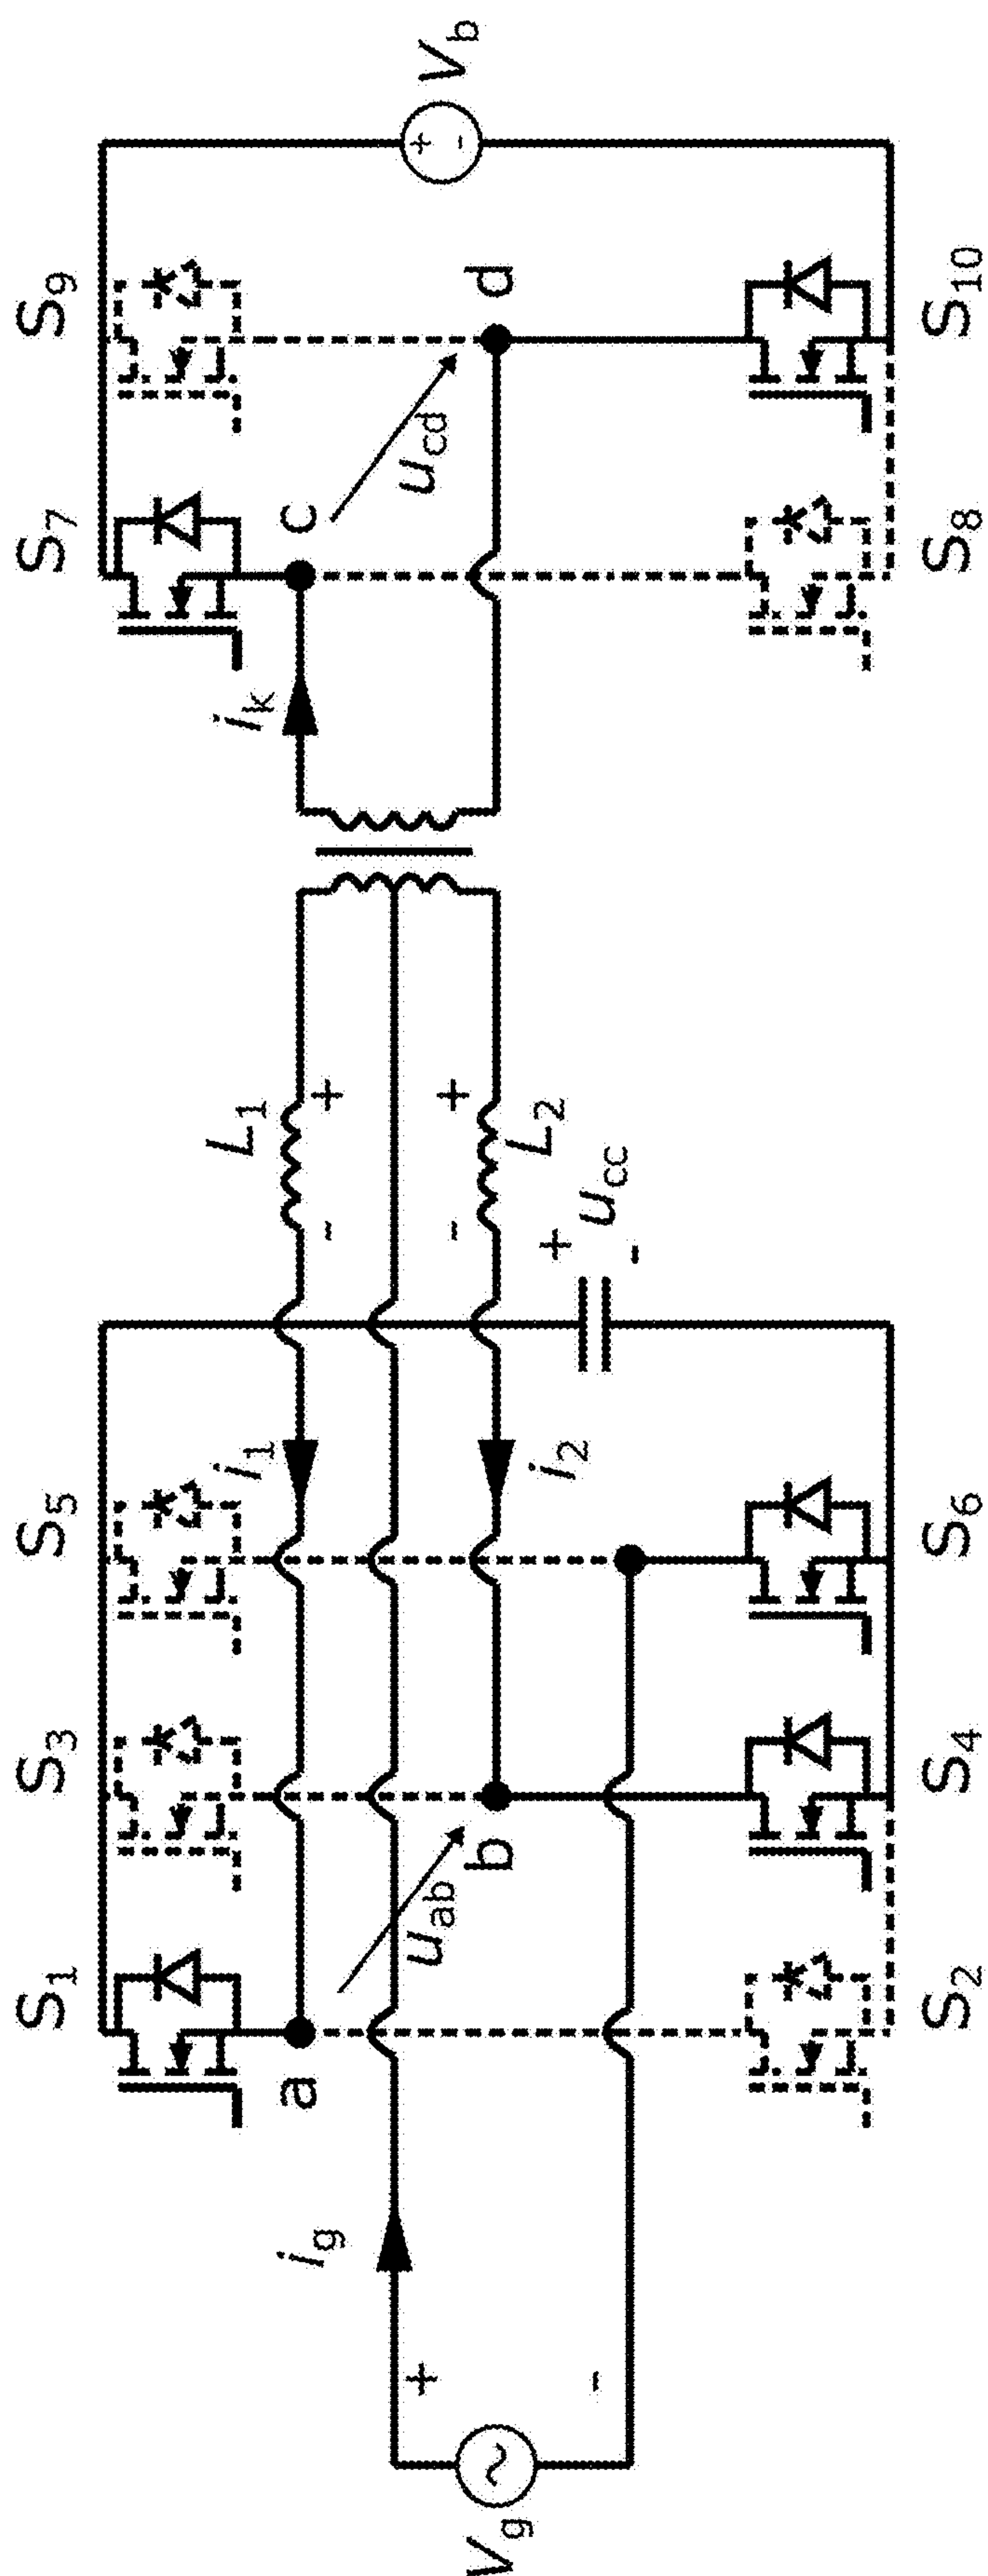 S1 S3 S5 S7 S9
ig
a
uab
b
i1
i2
L1
L2
+
-
+
-
+
ucc
-
ik
c
ucd
d
Vg
~
+
-
+
-
Vb
S2 S4 S6 S8 S10